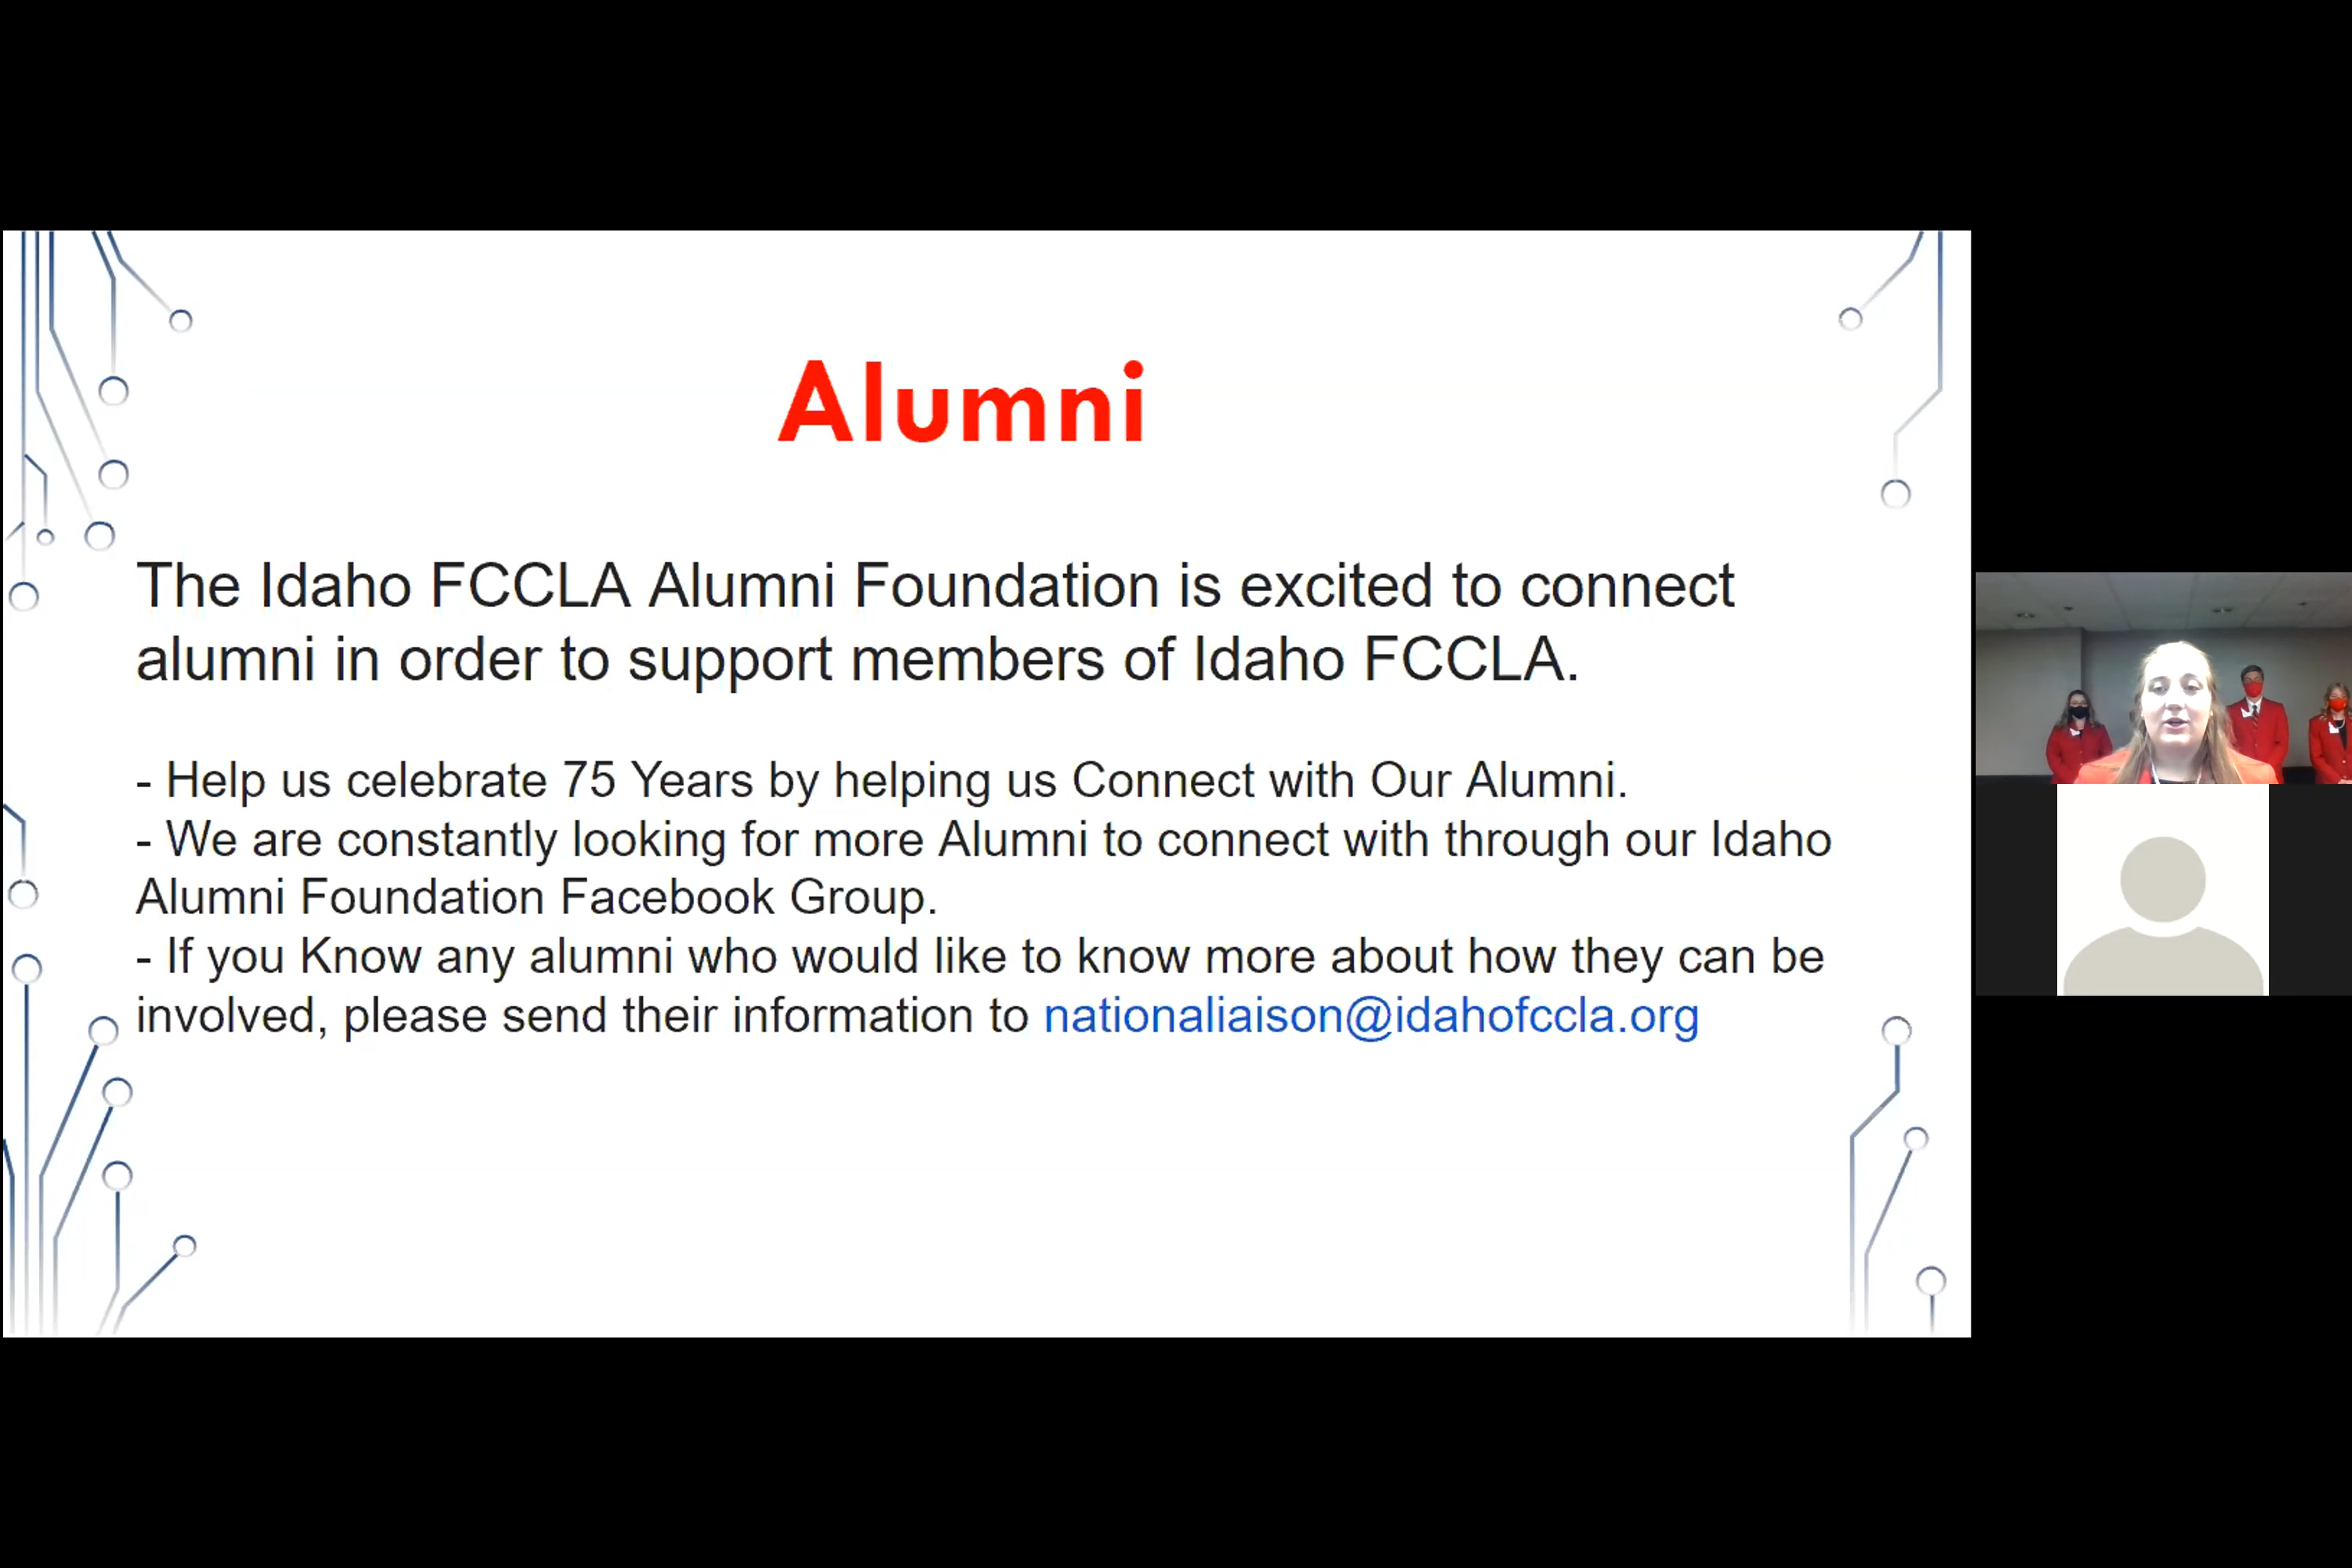 Alumni
The Idaho FCCLA Alumni Foundation is excited to connect
alumni in order to support members of Idaho FCCLA.
- Help us celebrate 75 Years by helping us Connect with Our Alumni.
- We are constantly looking for more Alumni to connect with through our Idaho
Alumni Foundation Facebook Group.
- If you Know any alumni who would like to know more about how they can be
involved, please send their information to nationaliaison@idahofccla.org